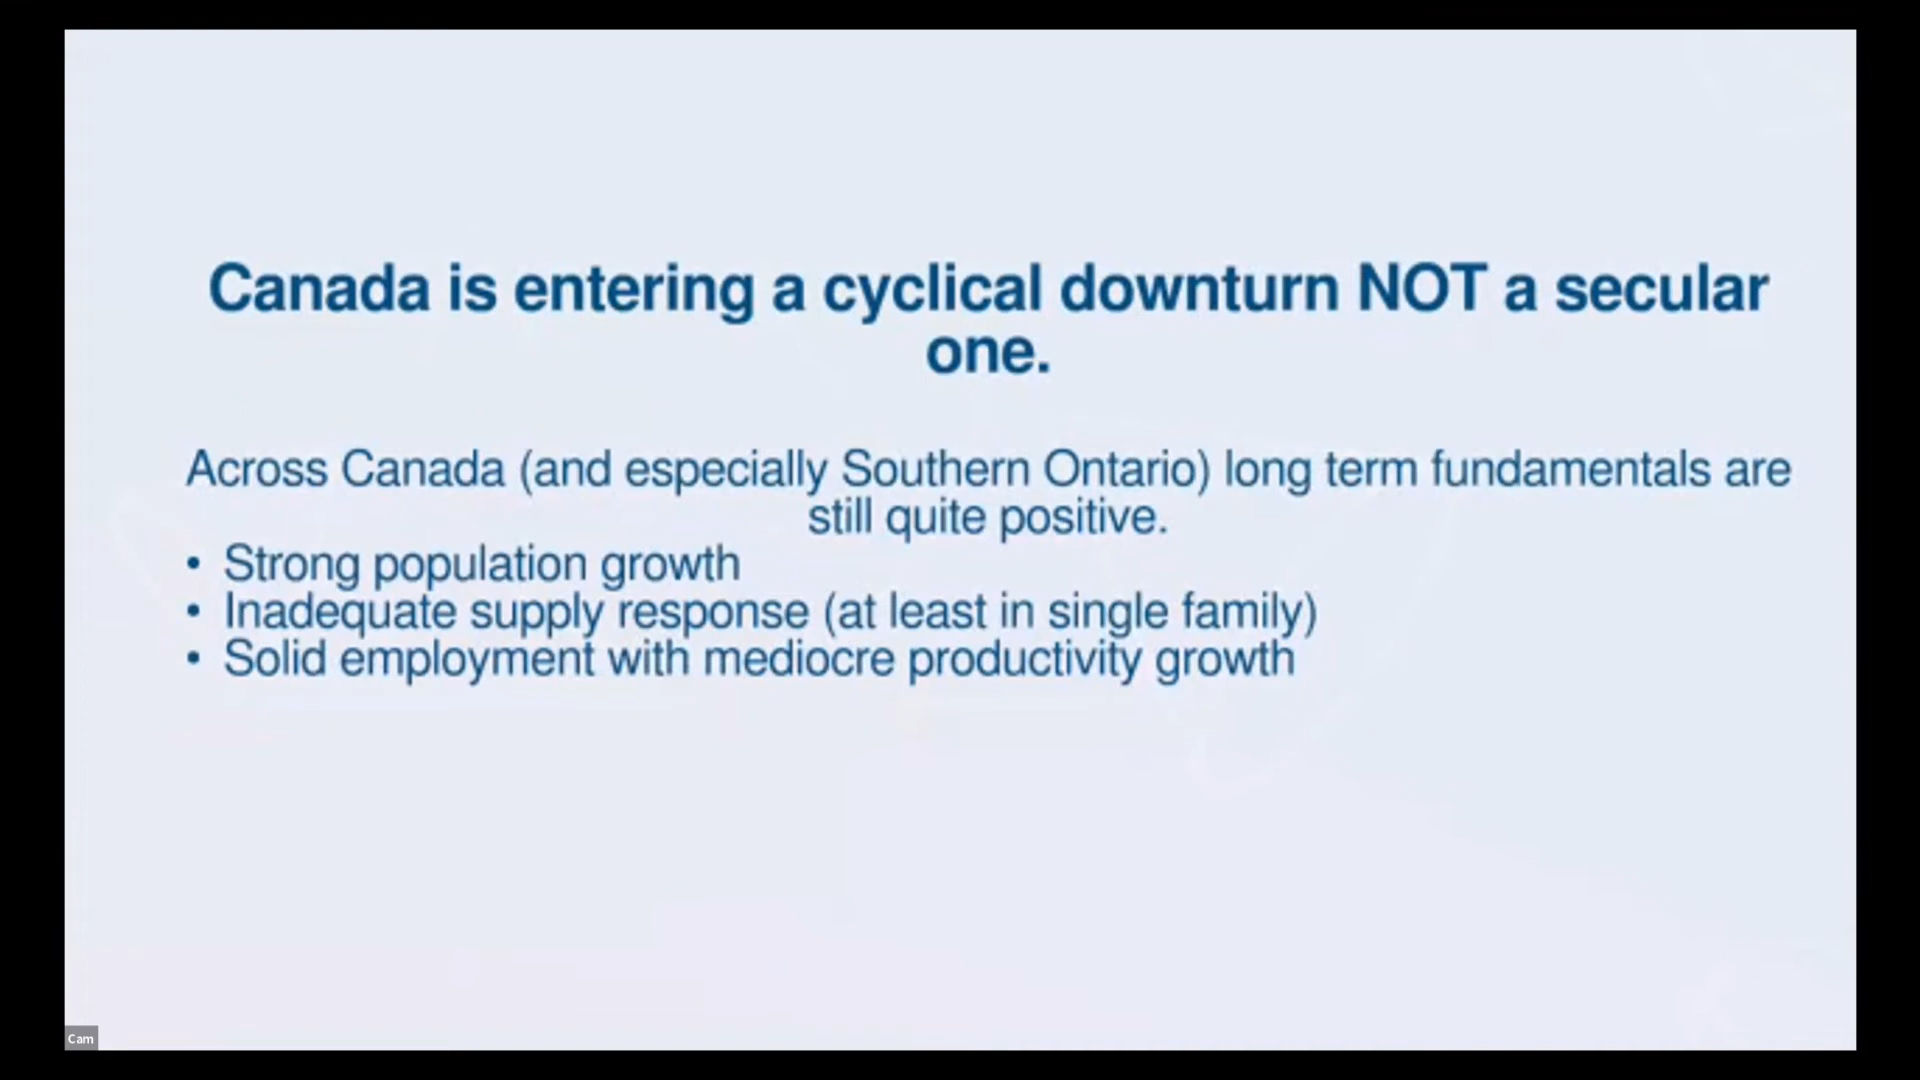 Canada is entering a cyclical downturn NOT a secular
one.
Across Canada (and especially Southern Ontario) long term fundamentals are
still quite positive.
• Strong population growth
• Inadequate supply response (at least in single family)
• Solid employment with mediocre productivity growth
Cam